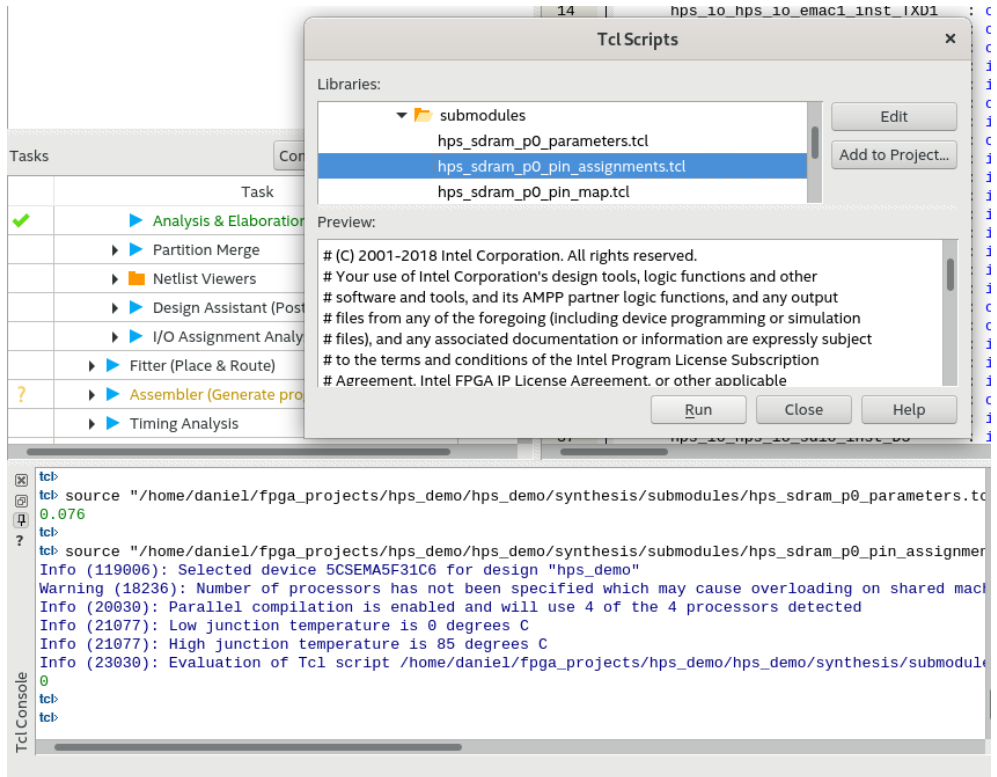 14 hps_io_hps_io_emac1_inst_TXD1 :
Tcl Scripts
Libraries:
submodules
hps_sdram_p0_parameters.tcl
hps_sdram_p0_pin_assignments.tcl
hps_sdram_p0_pin_map.tcl
Edit
Add to Project...
Preview:
# (C) 2001-2018 Intel Corporation. All rights reserved.
# Your use of Intel Corporation's design tools, logic functions and other
# software and tools, and its AMPP partner logic functions, and any output
# files from any of the foregoing (including device programming or simulation
# files), and any associated documentation or information are expressly subject
# to the terms and conditions of the Intel Program License Subscription
# Agreement, Intel FPGA IP License Agreement, or other applicable
Run
Close
Help
Tasks
Task
Analysis & Elaboration
Partition Merge
Netlist Viewers
Design Assistant (Post
I/O Assignment Analy
Fitter (Place & Route)
? Assembler (Generate pro
Timing Analysis
tcl>
tcl> source "/home/daniel/fpga_projects/hps_demo/hps_demo/synthesis/submodules/hps_sdram_p0_parameters.tc
0.076
tcl>
tcl> source "/home/daniel/fpga_projects/hps_demo/hps_demo/synthesis/submodules/hps_sdram_p0_pin_assignmen
Info (119006): Selected device 5CSEMA5F31C6 for design "hps_demo"
Warning (18236): Number of processors has not been specified which may cause overloading on shared mach
Info (20030): Parallel compilation is enabled and will use 4 of the 4 processors detected
Info (21077): Low junction temperature is 0 degrees C
Info (21077): High junction temperature is 85 degrees C
Info (23030): Evaluation of Tcl script /home/daniel/fpga_projects/hps_demo/hps_demo/synthesis/submodule
0
tcl>
tcl>
Tcl Console